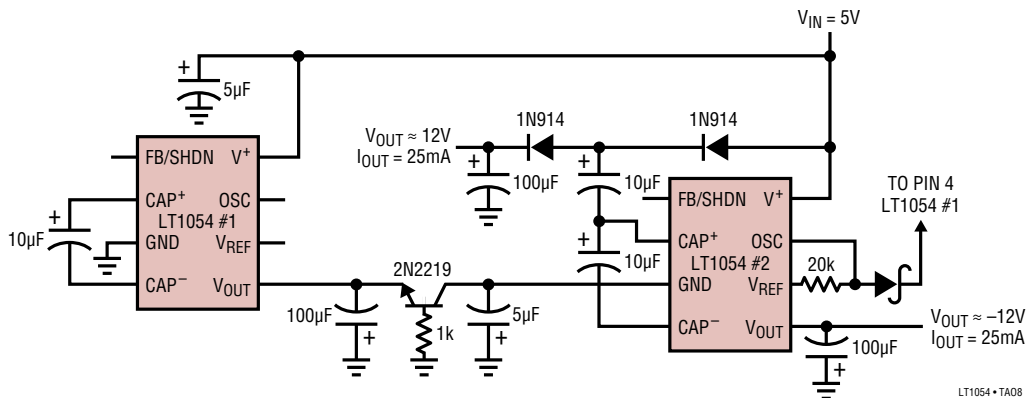 V_IN = 5V
+
5µF
1N914
1N914
V_OUT ≈ 12V
I_OUT = 25mA
+
100µF
+
10µF
FB/SHDN V⁺
CAP⁺ OSC
LT1054 #1
GND V_REF
CAP⁻ V_OUT
+
10µF
+
10µF
FB/SHDN V⁺
CAP⁺ OSC
LT1054 #2
GND V_REF
CAP⁻ V_OUT
TO PIN 4
LT1054 #1
20k
2N2219
100µF
+
1k
5µF
+
V_OUT ≈ –12V
I_OUT = 25mA
100µF
+
LT1054 • TA08